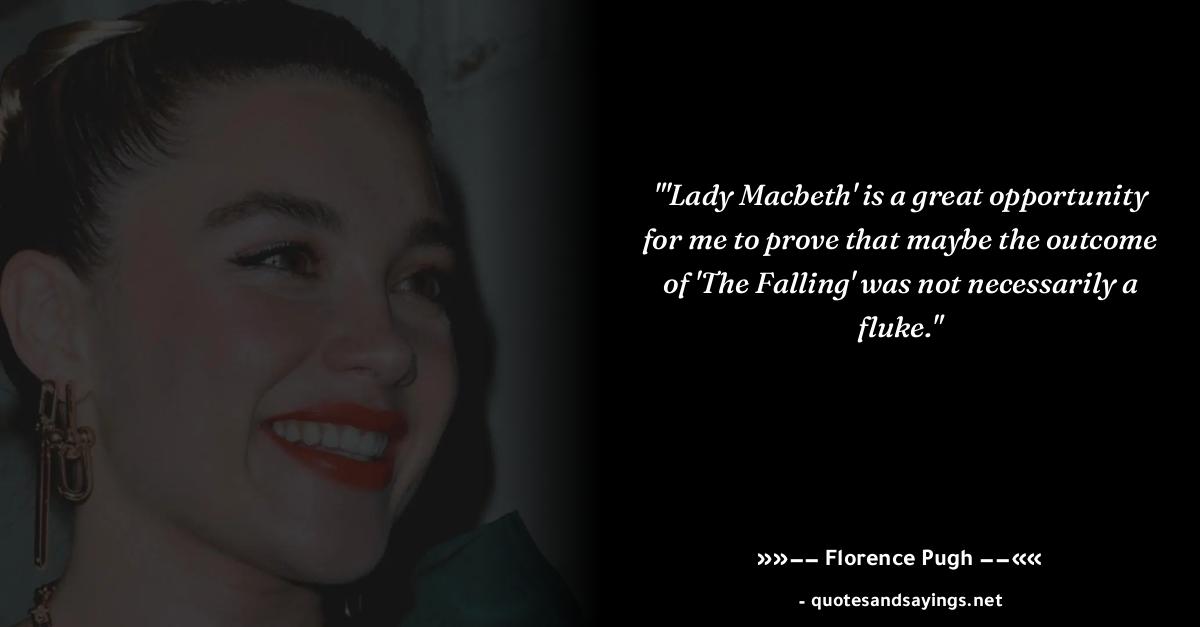 "'Lady Macbeth' is a great opportunity
for me to prove that maybe the outcome
of 'The Falling' was not necessarily a
fluke."
»»−− Florence Pugh −−««
- quotesandsayings.net